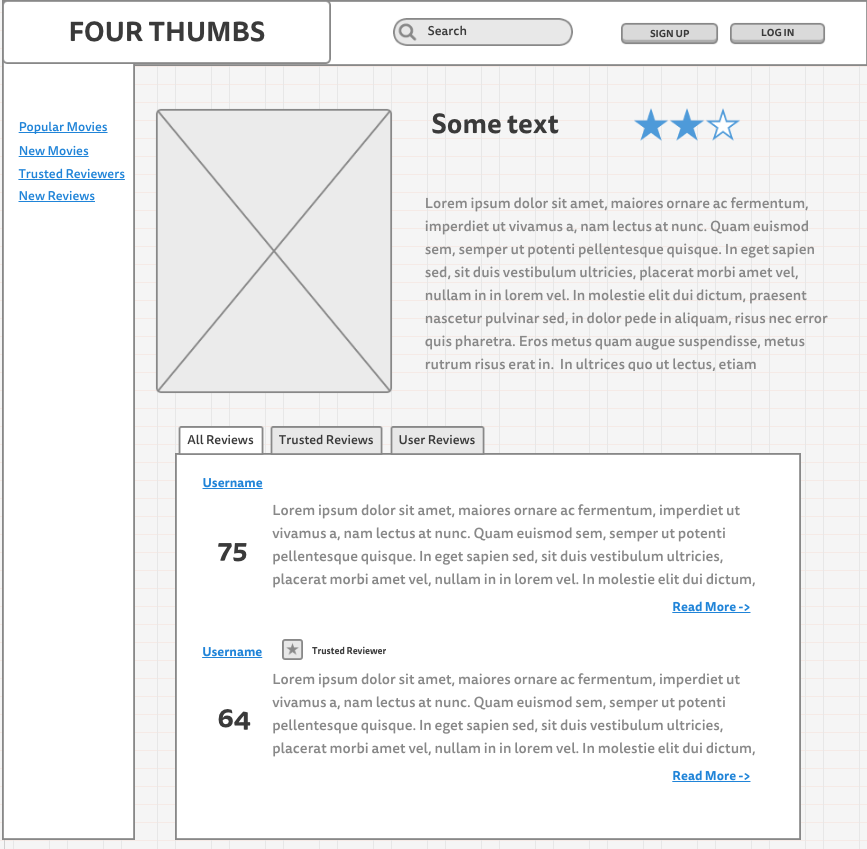 FOUR THUMBS
Search
SIGN UP
LOG IN
Popular Movies
New Movies
Trusted Reviewers
New Reviews
Some text
Lorem ipsum dolor sit amet, maiores ornare ac fermentum,
imperdiet ut vivamus a, nam lectus at nunc. Quam euismod
sem, semper ut potenti pellentesque quisque. In eget sapien
sed, sit duis vestibulum ultricies, placerat morbi amet vel,
nullam in in lorem vel. In molestie elit dui dictum, praesent
nascetur pulvinar sed, in dolor pede in aliquam, risus nec error
quis pharetra. Eros metus quam augue suspendisse, metus
rutrum risus erat in.  In ultrices quo ut lectus, etiam
All Reviews
Trusted Reviews
User Reviews
Username
75
Lorem ipsum dolor sit amet, maiores ornare ac fermentum, imperdiet ut
vivamus a, nam lectus at nunc. Quam euismod sem, semper ut potenti
pellentesque quisque. In eget sapien sed, sit duis vestibulum ultricies,
placerat morbi amet vel, nullam in in lorem vel. In molestie elit dui dictum,
Read More ->
Username
Trusted Reviewer
64
Lorem ipsum dolor sit amet, maiores ornare ac fermentum, imperdiet ut
vivamus a, nam lectus at nunc. Quam euismod sem, semper ut potenti
pellentesque quisque. In eget sapien sed, sit duis vestibulum ultricies,
placerat morbi amet vel, nullam in in lorem vel. In molestie elit dui dictum,
Read More ->